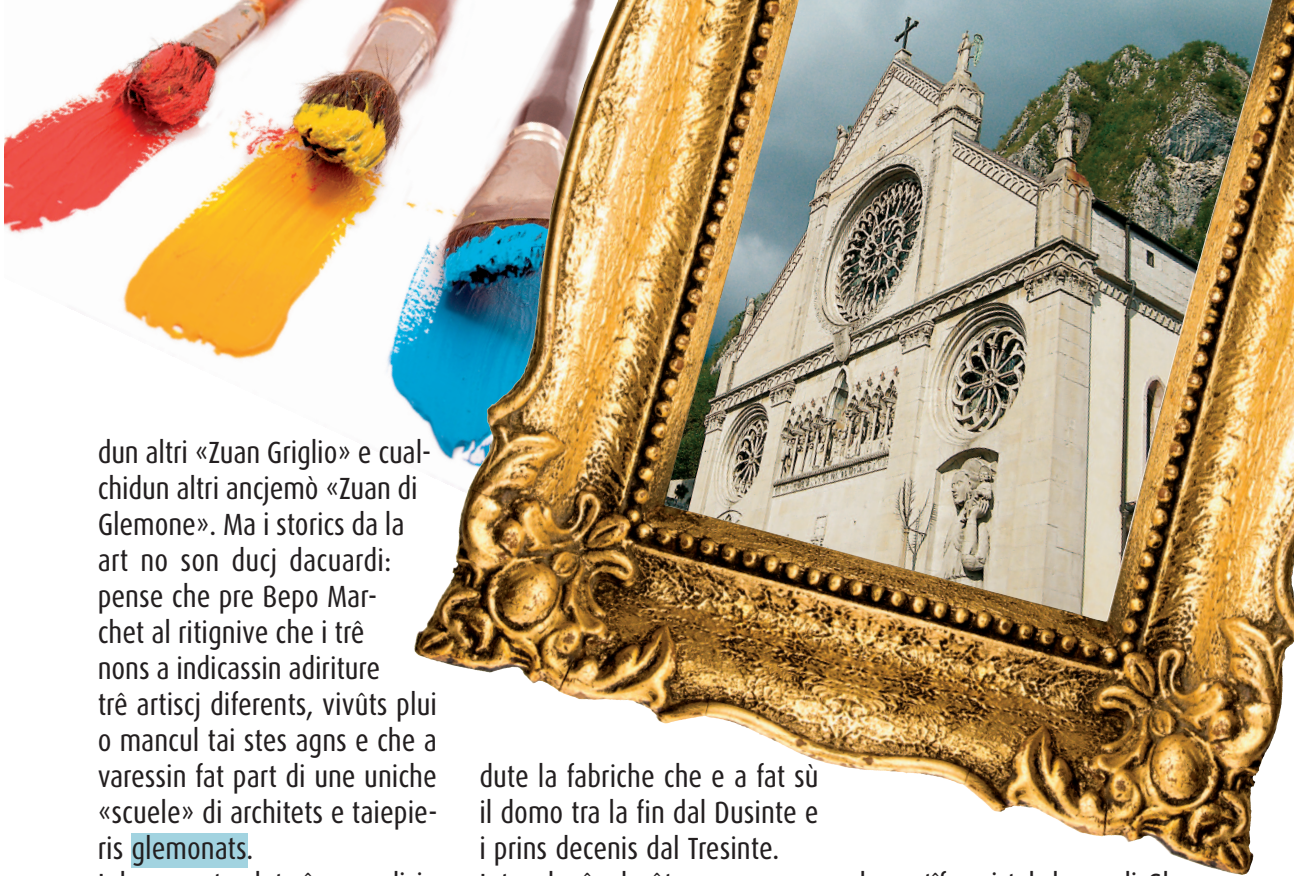 dun altri «Zuan Griglio» e cual-
chidun altri ancjemò «Zuan di
Glemone». Ma i storics da la
art no son ducj dacuardi:
pense che pre Bepo Mar-
chet al ritignive che i trê
nons a indicassin adiriture
trê artiscj diferents, vivûts plui
o mancul tai stes agns e che a
varessin fat part di une uniche
«scuele» di architets e taiepie-
ris glemonats.
dute la fabriche che e a fat sù
il domo tra la fin dal Dusinte e
i prins decenis dal Tresinte.